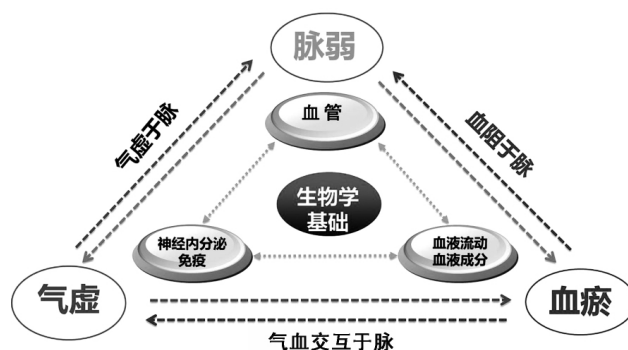 脉弱
血管
气虚于脉
血阻于脉
生物学
基础
神经内分泌
免疫
血液流动
血液成分
气虚
血瘀
气血交互于脉